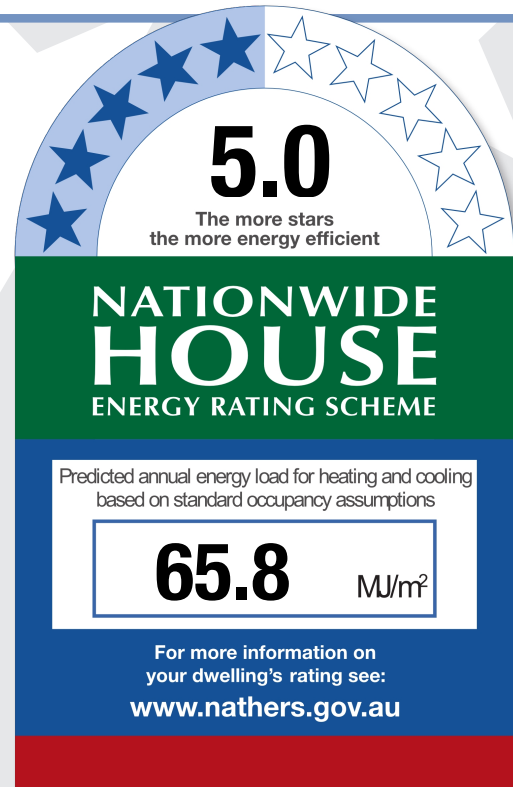 5.0
The more stars
the more energy efficient
NATIONWIDE
HOUSE
ENERGY RATING SCHEME
Predicted annual energy load for heating and cooling
based on standard occupancy assumptions
65.8 MJ/m²
For more information on
your dwelling's rating see:
www.nathers.gov.au